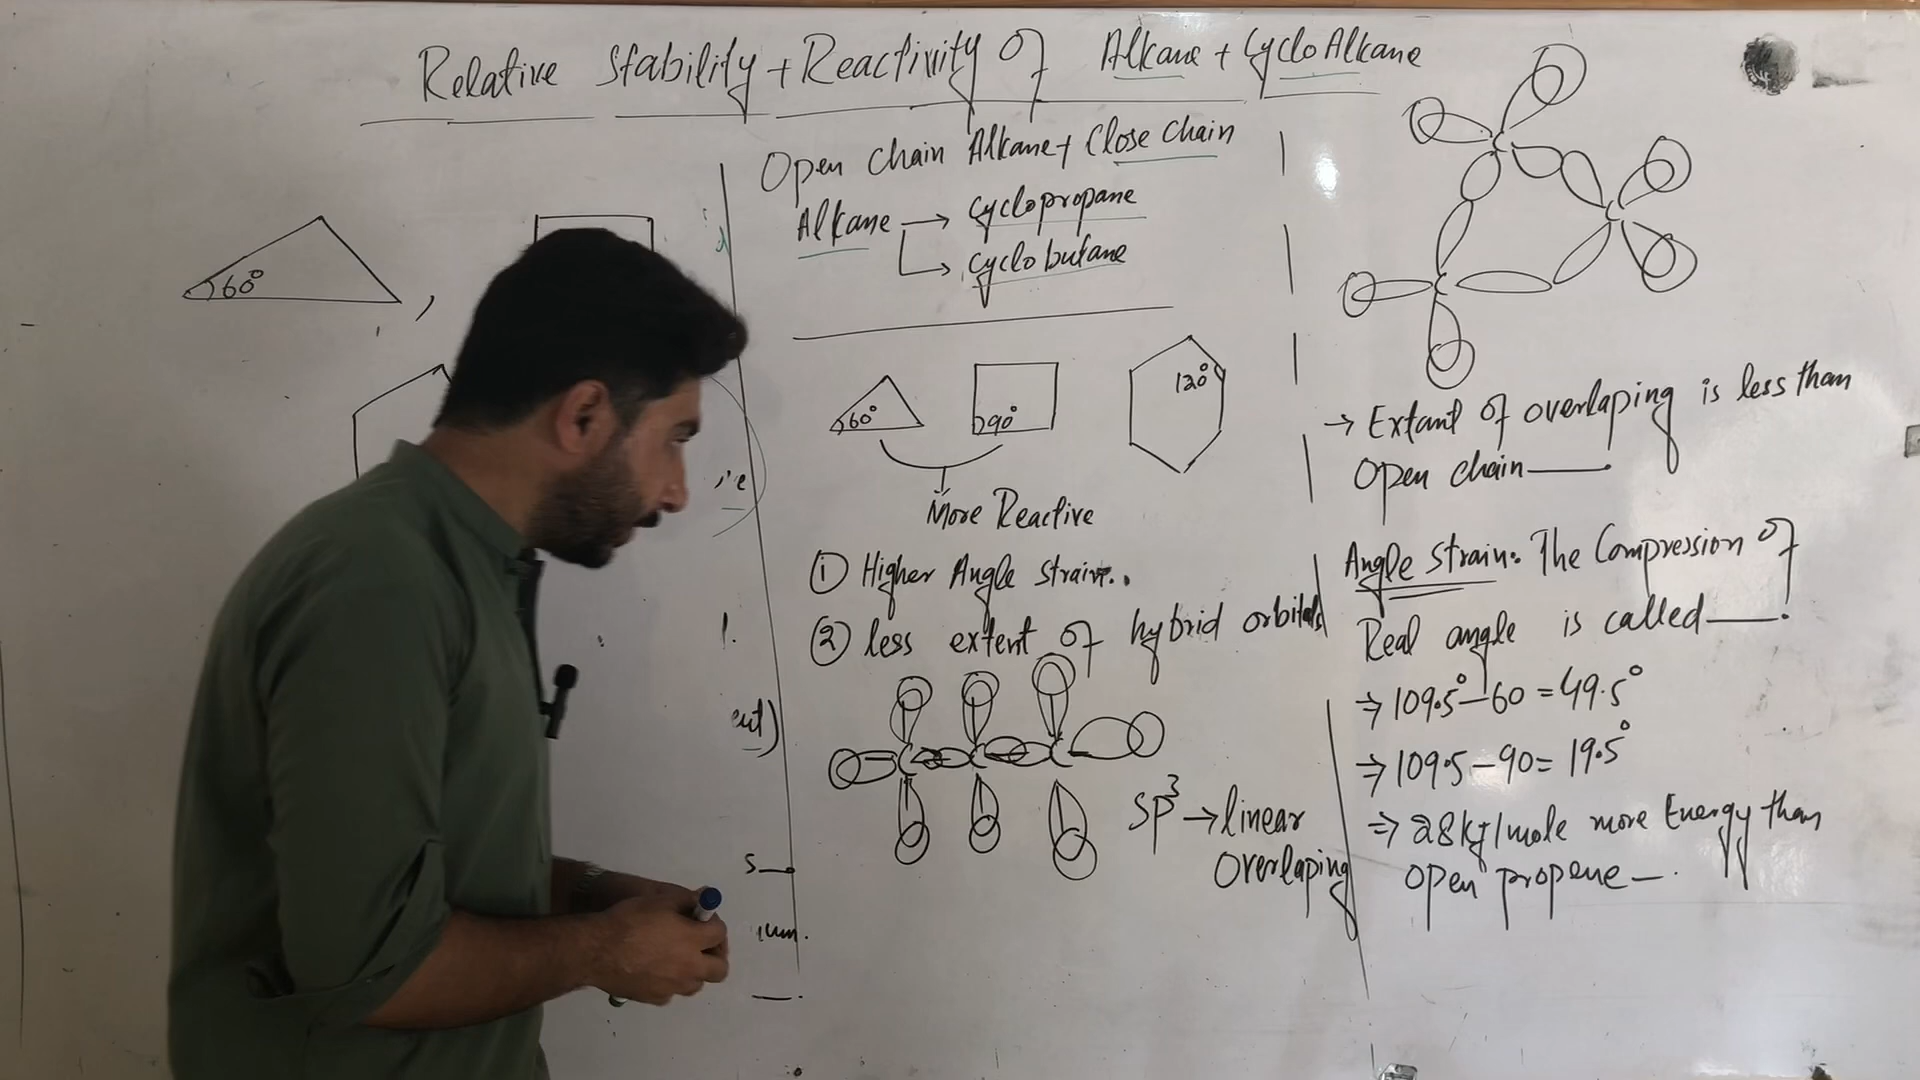 Relative Stability + Reactivity Of Alkane + CycloAlkane
60°
,
Open chain Alkane + Close chain
Alkane → cyclopropane
→ cyclobutane
60° 90° 120°
More Reactive
① Higher Angle Strain.
② less extent of hybrid orbitals
C C C
SP³ → linear
Overlaping
C
C
C
→ Extant of overlaping is less than
Open chain —.
Angle Strain. The Compression Of
Real angle is called —.
⇒ 109.5° - 60 = 49.5°
⇒ 109.5 - 90 = 19.5°
⇒ 28 kj/mole more Energy than
Open propene —.